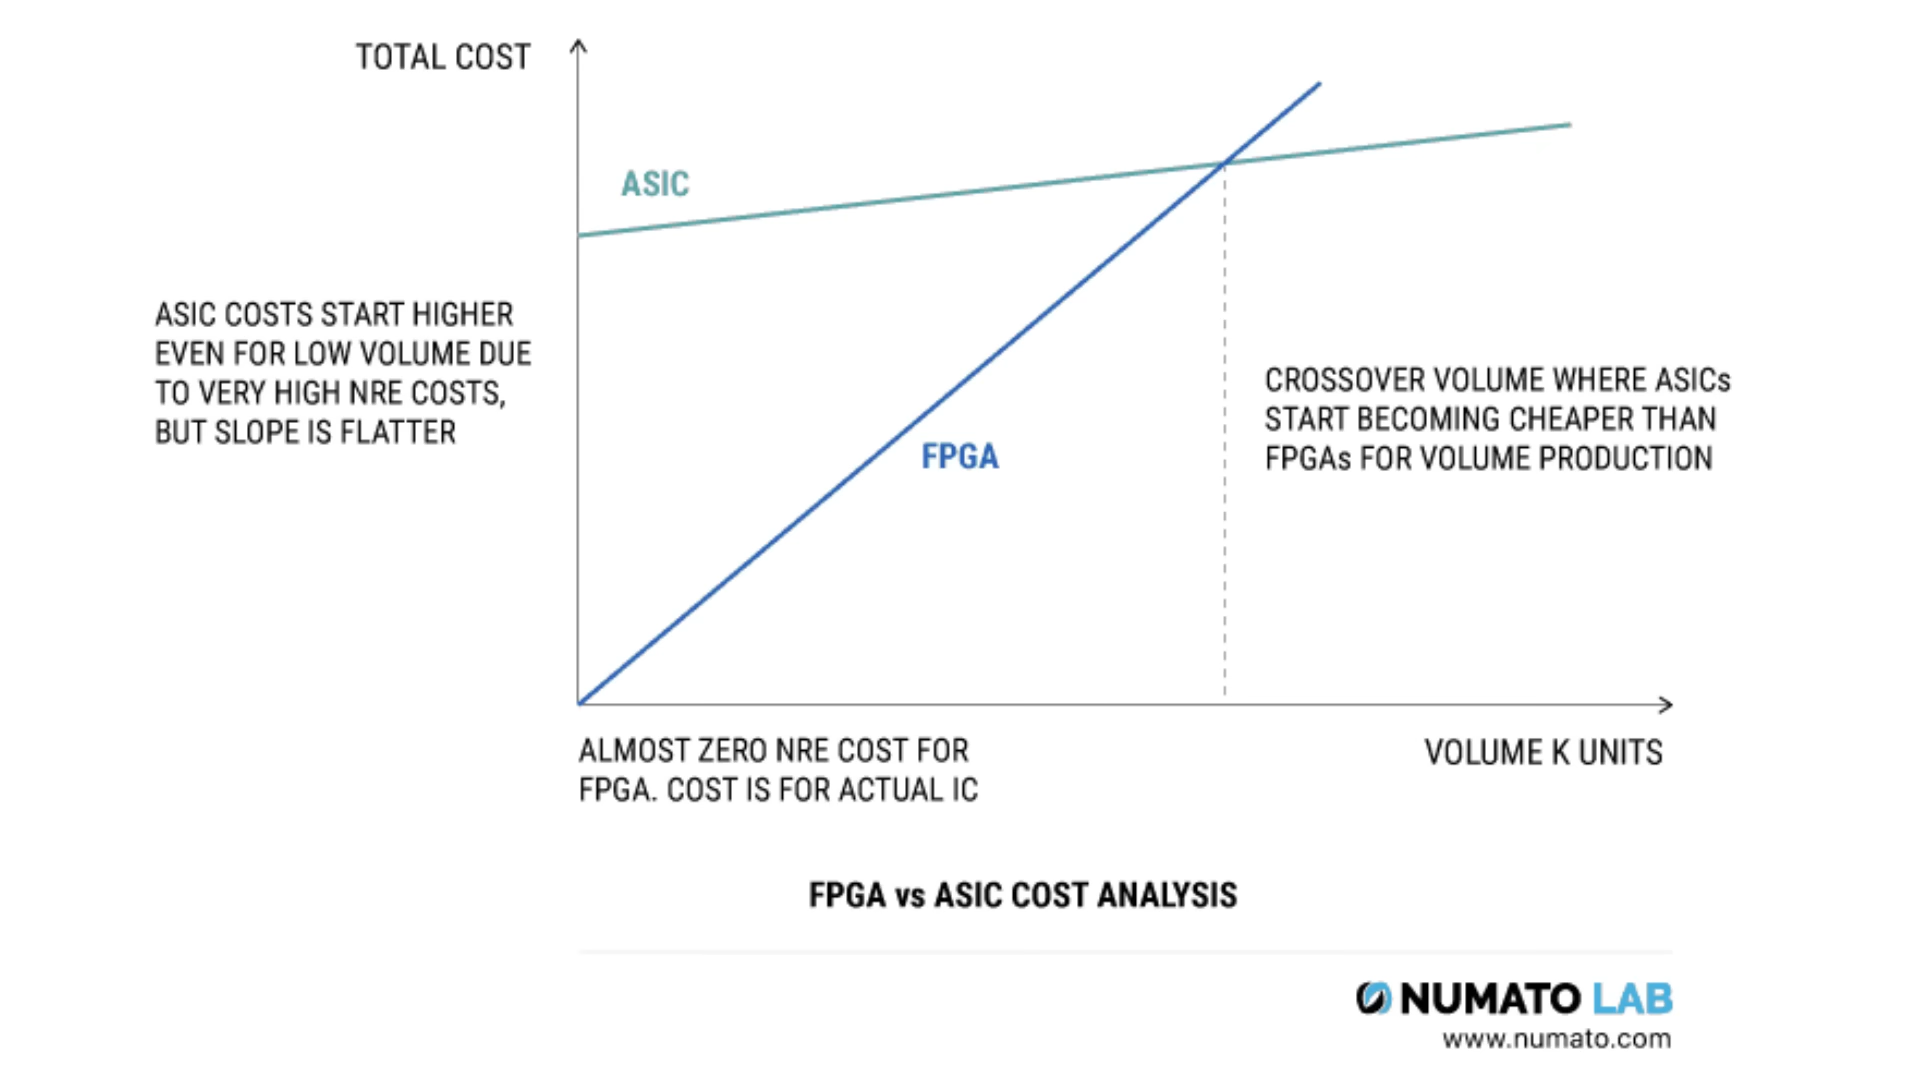 TOTAL COST
ASIC
ASIC COSTS START HIGHER
EVEN FOR LOW VOLUME DUE
TO VERY HIGH NRE COSTS,
BUT SLOPE IS FLATTER
CROSSOVER VOLUME WHERE ASICs
START BECOMING CHEAPER THAN
FPGAs FOR VOLUME PRODUCTION
FPGA
ALMOST ZERO NRE COST FOR
FPGA. COST IS FOR ACTUAL IC
VOLUME K UNITS
FPGA vs ASIC COST ANALYSIS
NUMATO LAB
www.numato.com